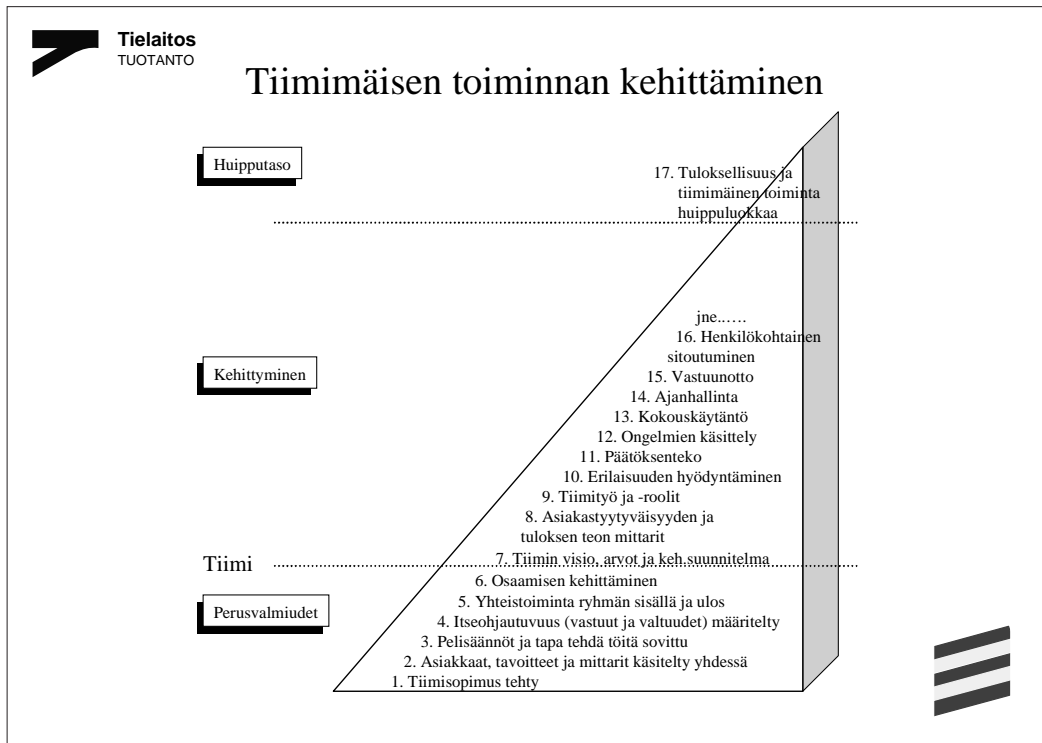 Tielaitos
TUOTANTO
Tiimimäisen toiminnan kehittäminen
Huipputaso
17. Tuloksellisuus ja
tiimimäinen toiminta
huippuluokkaa
jne..….
16. Henkilökohtainen
sitoutuminen
Kehittyminen
15. Vastuunotto
14. Ajanhallinta
13. Kokouskäytäntö
12. Ongelmien käsittely
11. Päätöksenteko
10. Erilaisuuden hyödyntäminen
9. Tiimityö ja -roolit
8. Asiakastyytyväisyyden ja
tuloksen teon mittarit
7. Tiimin visio, arvot ja keh.suunnitelma
Tiimi
6. Osaamisen kehittäminen
5. Yhteistoiminta ryhmän sisällä ja ulos
Perusvalmiudet
4. Itseohjautuvuus (vastuut ja valtuudet) määritelty
3. Pelisäännöt ja tapa tehdä töitä sovittu
2. Asiakkaat, tavoitteet ja mittarit käsitelty yhdessä
1. Tiimisopimus tehty